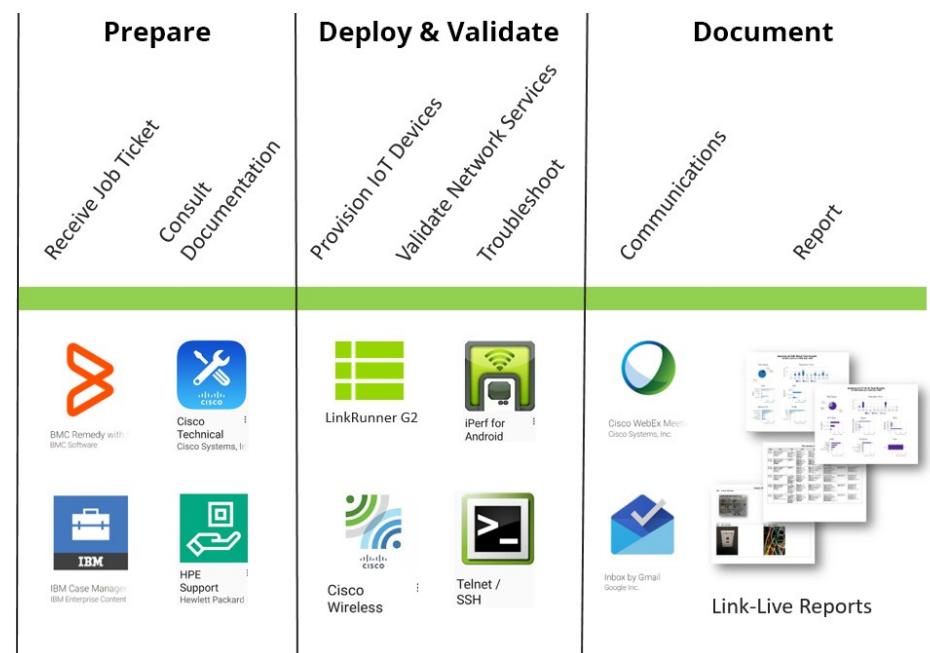 Prepare
Deploy & Validate
Document
Receive Job Ticket
Consult
Documentation
Provision IoT Devices
Validate Network Services
Troubleshoot
Communications
Report
BMC Remedy with
BMC Software
CISCO
Cisco
Technical
Cisco Systems, In
LinkRunner G2
iPerf for
Android
Cisco WebEx Meeti
Cisco Systems, Inc.
IBM
IBM Case Manager
IBM Enterprise Content
HPE
Support
Hewlett Packard
CISCO
Cisco
Wireless
>_
Telnet /
SSH
Inbox by Gmail
Google Inc.
Link-Live Reports